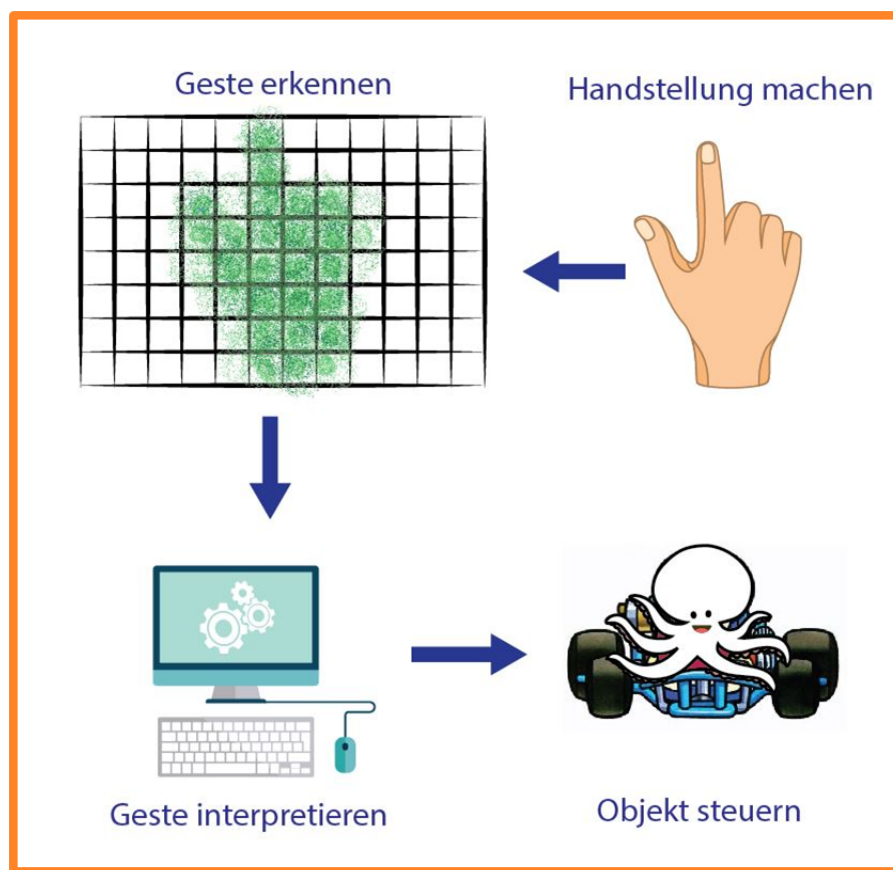 Geste erkennen
Handstellung machen
Geste interpretieren
Objekt steuern